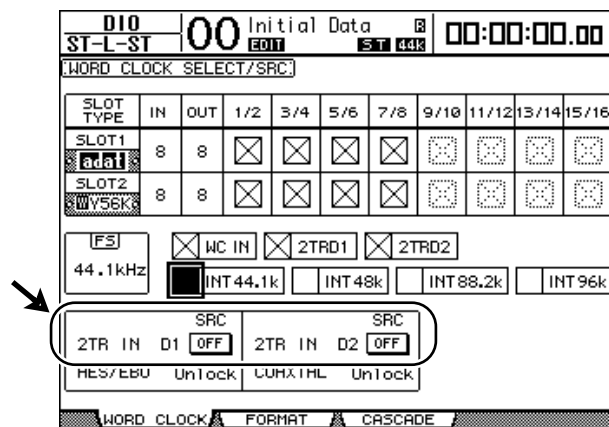 DIO
ST-L-ST
00 Initial Data
EDIT
ST 44k
00:00:00.00
WORD CLOCK SELECT/SRC
SLOT TYPE IN OUT 1/2 3/4 5/6 7/8 9/10 11/12 13/14 15/16
SLOT1 adat 8 8
SLOT2 WY56K 8 8
FS
44.1kHz
WC IN 2TRD1 2TRD2
INT44.1k INT48k INT88.2k INT96k
SRC SRC
2TR IN D1 OFF 2TR IN D2 OFF
AES/EBU Unlock COAXIAL Unlock
WORD CLOCK FORMAT CASCADE